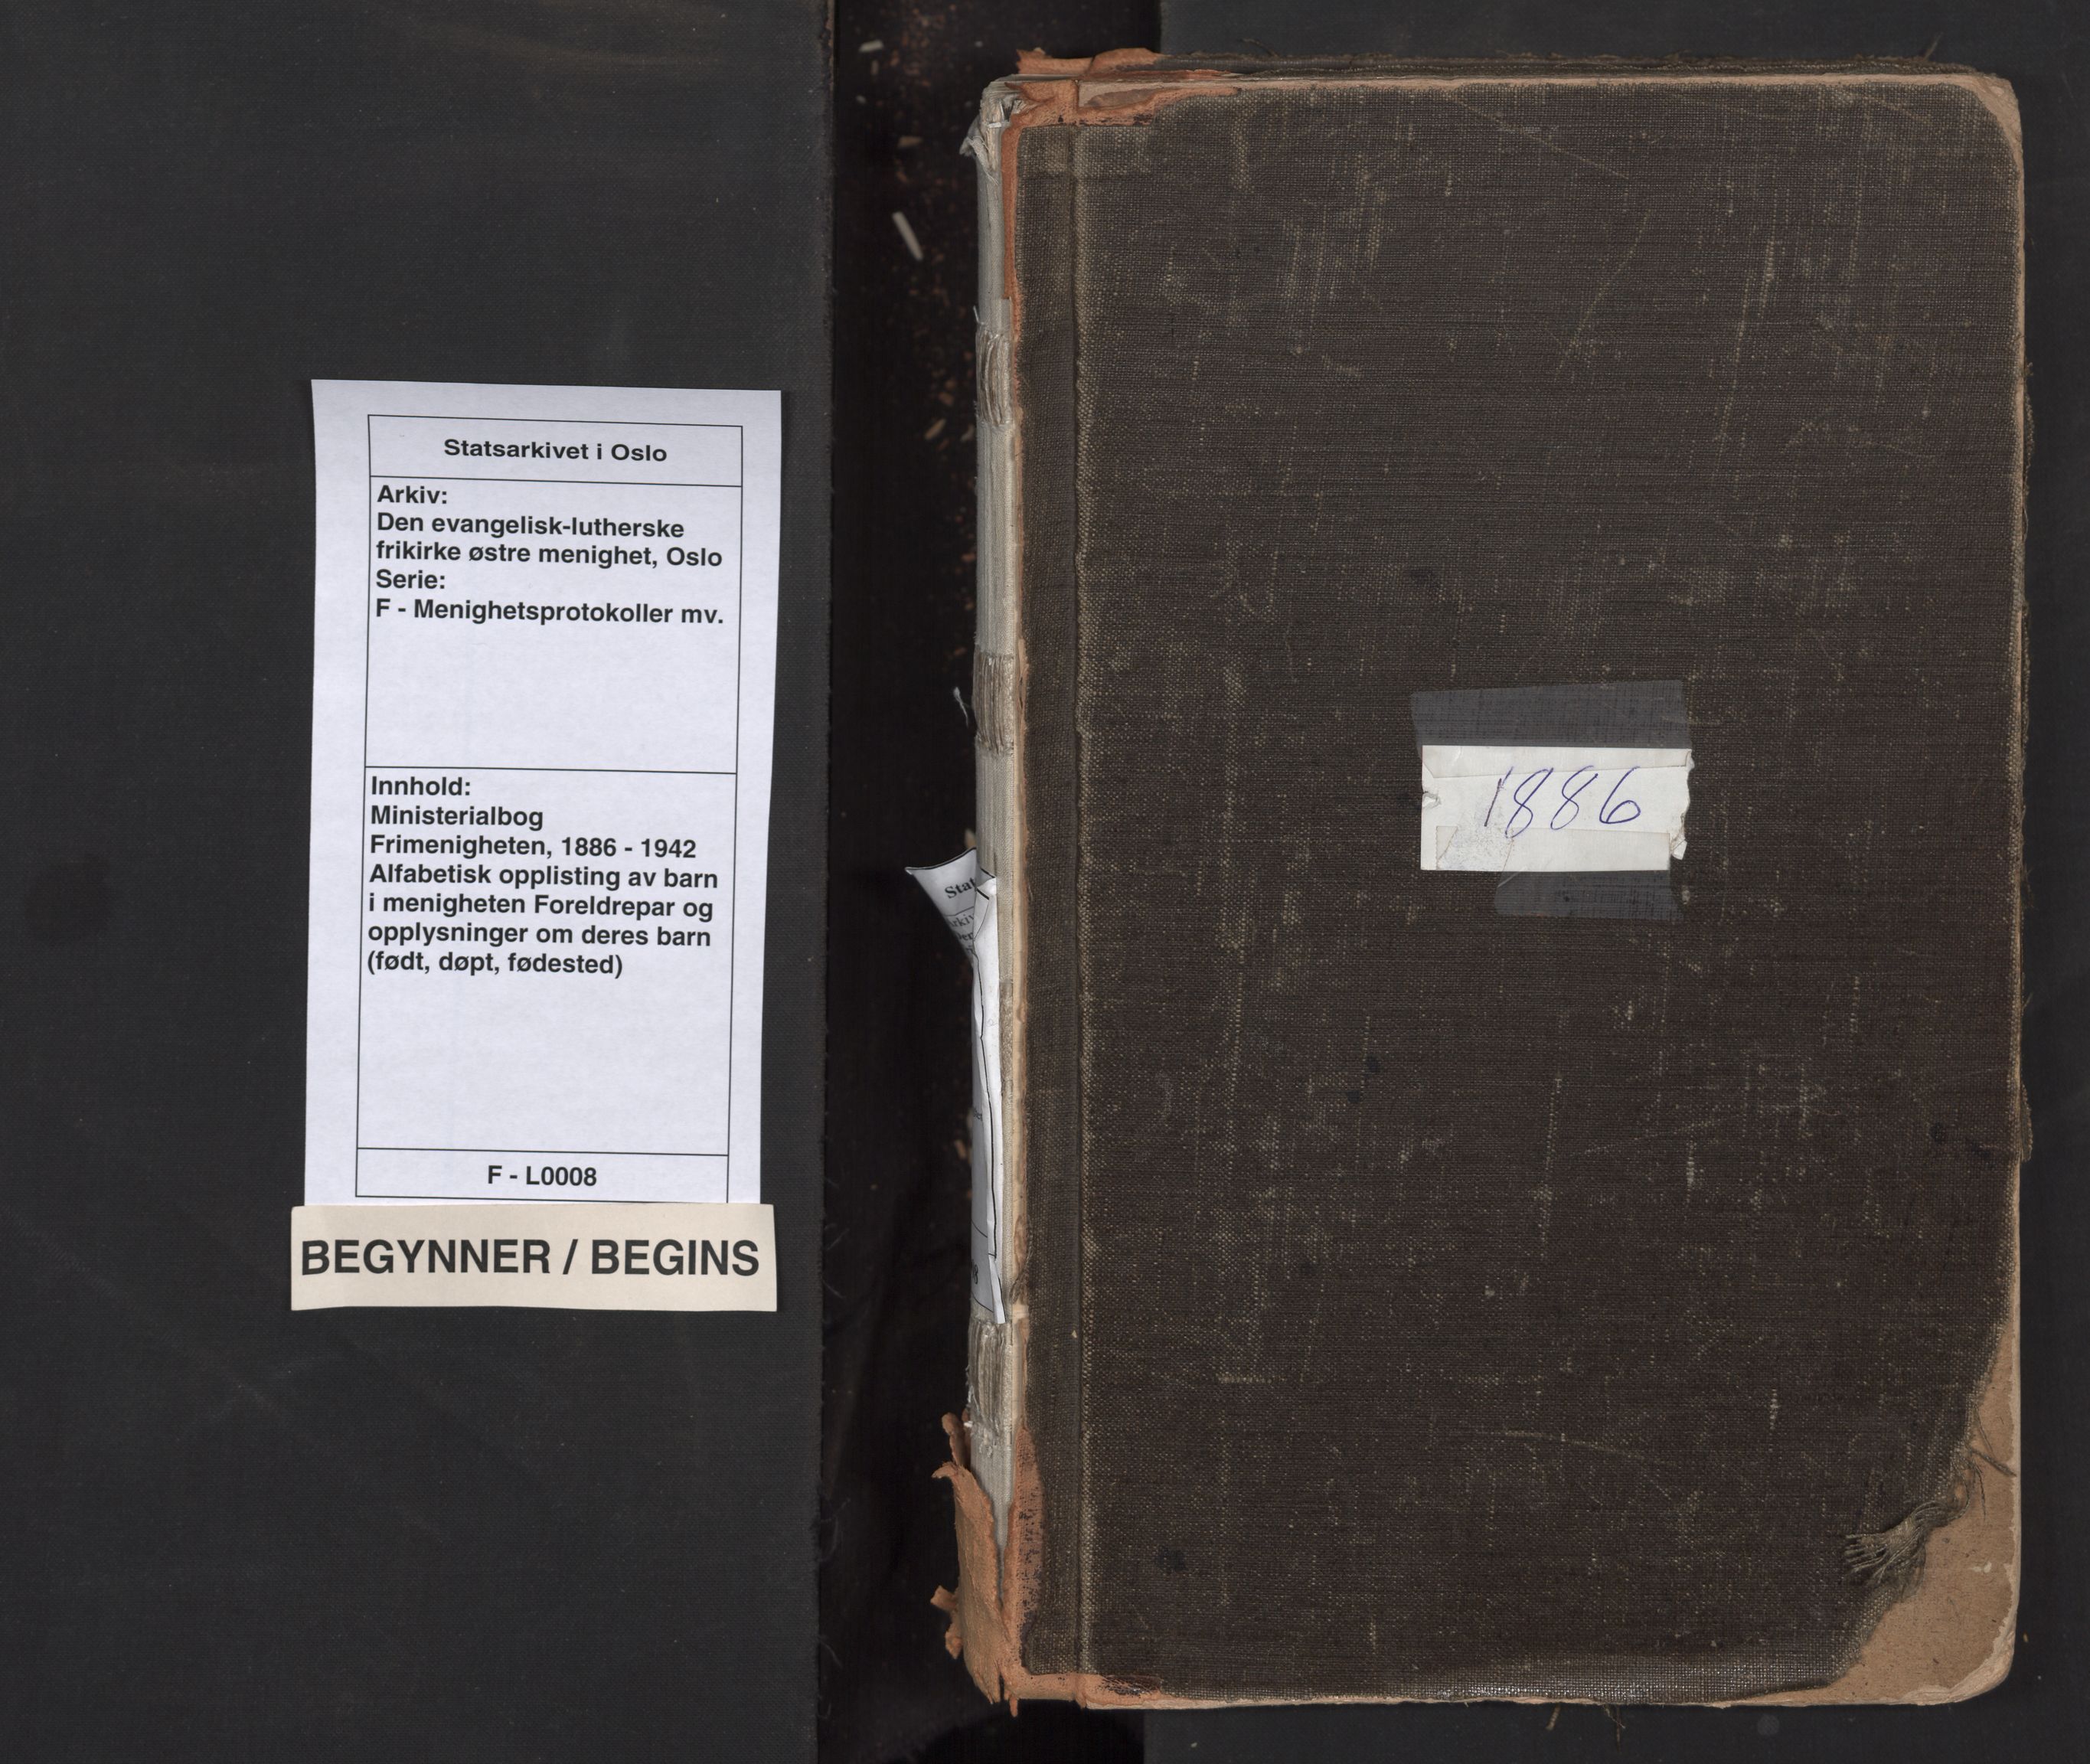 Statsarkivet i Oslo
Arkiv:
Den evangelisk-lutherske
frikirke østre menighet, Oslo
Serie:
F - Menighetsprotokoller mv.
Innhold:
Ministerialbog
Frimenigheten, 1886 - 1942
Alfabetisk opplisting av barn
i menigheten Foreldrepar og
opplysninger om deres barn
(født, døpt, fødested)
F - L0008
BEGYNNER / BEGINS
1886
Stat